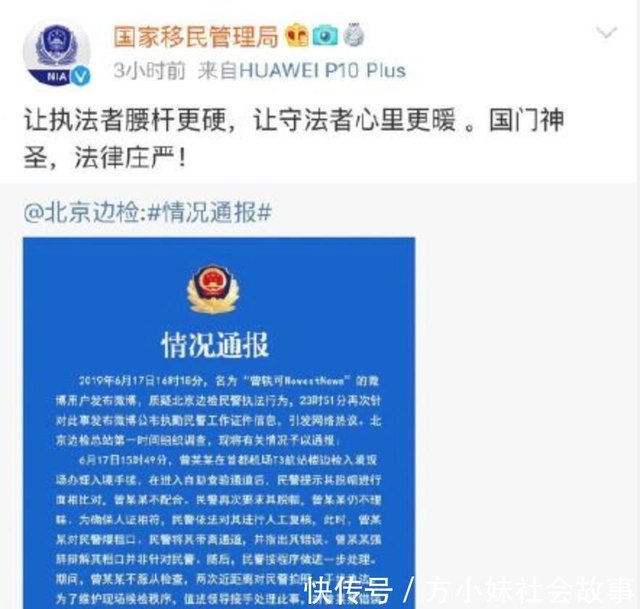 国家移民管理局
NIA V
3小时前 来自HUAWEI P10 Plus
让执法者腰杆更硬，让守法者心里更暖 。国门神
圣，法律庄严！
@北京边检:#情况通报#
情况通报
2019年6月17日16时18分，名为“曾轶可HowestNowa”的微
博用户发布微博，质疑北京边检民警执法行为，23时51分再次针
对此事发布微博公布执勤民警工作证件信息，引发网络热议。北
京边检总站第一时间组织调查，现将有关情况予以通报：
6月17日15时49分，曾某某在首都机场T3航站楼边检入境现
场办理入境手续，在进入自助查验通道后，民警提示其脱帽进行
面相比对，曾某某不配合。民警再次要求其脱帽，曾某某仍不理
睬。为确保人证相符，民警依法对其进行人工复核，此时，曾某
某对民警爆粗口。民警将其带离通道，并指出其错误。曾某某强
辩辩解其粗口并非针对民警。随后，民警按程序做进一步处理。
期间，曾某某不服从检查，两次近距离对民警拍照
为了维护现场候检秩序，值班领导接手处理此事
快传号/方小妹社会故事